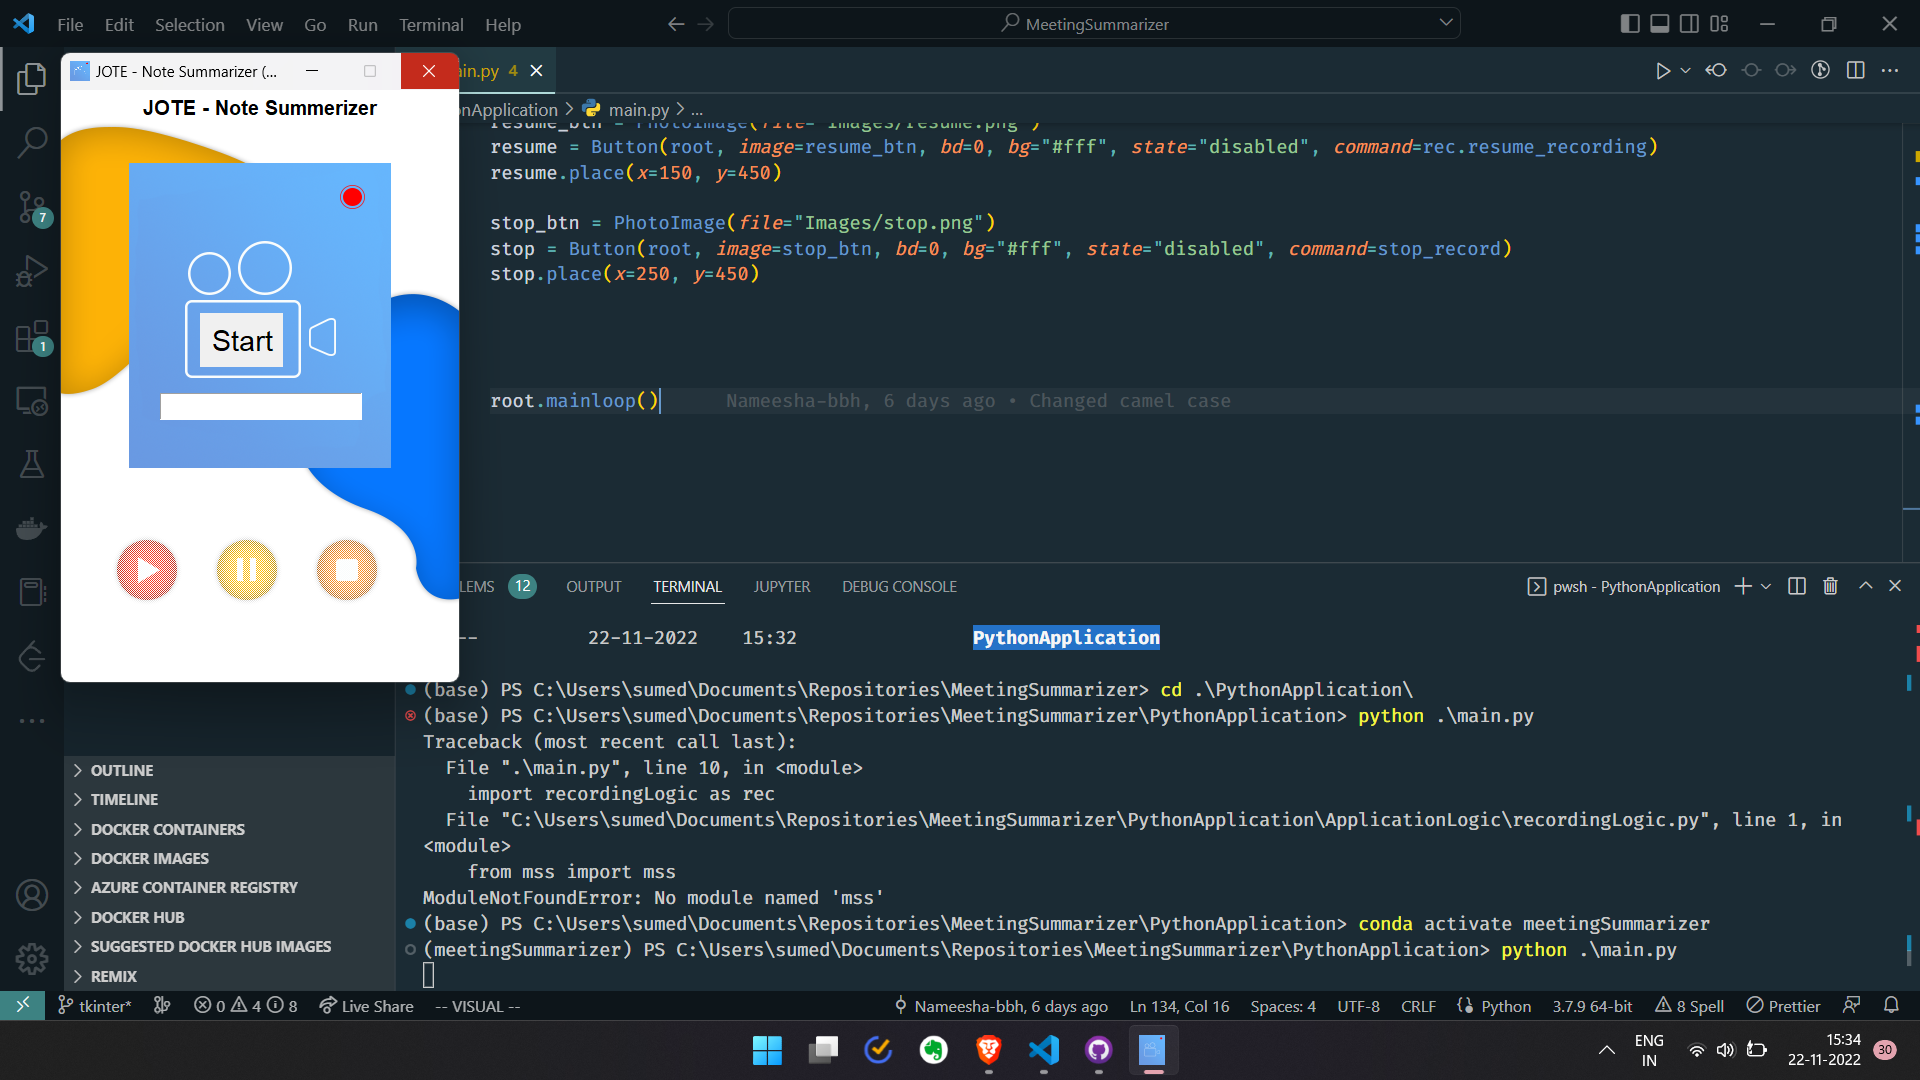 File Edit Selection View Go Run Terminal Help
MeetingSummarizer
JOTE - Note Summarizer (...
JOTE - Note Summerizer
Start
ain.py 4
onApplication > main.py > ...
resume_btn = PhotoImage(file="Images/resume.png")
resume = Button(root, image=resume_btn, bd=0, bg="#fff", state="disabled", command=rec.resume_recording)
resume.place(x=150, y=450)
stop_btn = PhotoImage(file="Images/stop.png")
stop = Button(root, image=stop_btn, bd=0, bg="#fff", state="disabled", command=stop_record)
stop.place(x=250, y=450)
root.mainloop() Nameesha-bbh, 6 days ago • Changed camel case
7
1
LEMS 12 OUTPUT TERMINAL JUPYTER DEBUG CONSOLE
pwsh - PythonApplication
-- 22-11-2022 15:32 PythonApplication
(base) PS C:\Users\sumed\Documents\Repositories\MeetingSummarizer> cd .\PythonApplication\
(base) PS C:\Users\sumed\Documents\Repositories\MeetingSummarizer\PythonApplication> python .\main.py
Traceback (most recent call last):
File ".\main.py", line 10, in <module>
import recordingLogic as rec
File "C:\Users\sumed\Documents\Repositories\MeetingSummarizer\PythonApplication\ApplicationLogic\recordingLogic.py", line 1, in
<module>
from mss import mss
ModuleNotFoundError: No module named 'mss'
(base) PS C:\Users\sumed\Documents\Repositories\MeetingSummarizer\PythonApplication> conda activate meetingSummarizer
(meetingSummarizer) PS C:\Users\sumed\Documents\Repositories\MeetingSummarizer\PythonApplication> python .\main.py
OUTLINE
TIMELINE
DOCKER CONTAINERS
DOCKER IMAGES
AZURE CONTAINER REGISTRY
DOCKER HUB
SUGGESTED DOCKER HUB IMAGES
REMIX
tkinter* 0 4 8 Live Share -- VISUAL --
Nameesha-bbh, 6 days ago Ln 134, Col 16 Spaces: 4 UTF-8 CRLF Python 3.7.9 64-bit 8 Spell Prettier
ENG
IN
15:34
22-11-2022
30